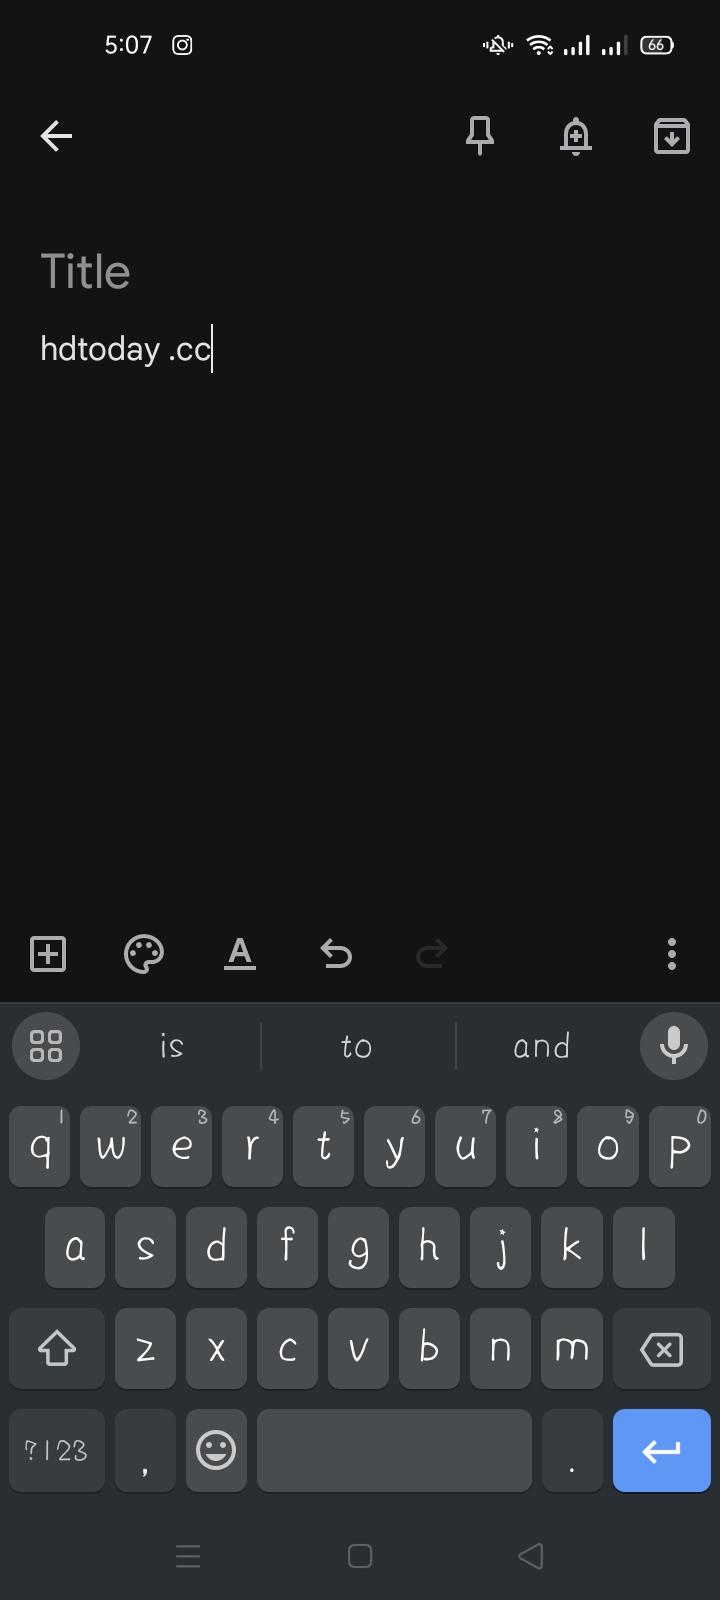 5:07
66
Title
hdtoday .cc
A
is to and
1 2 3 4 5 6 7 8 9 0
q w e r t y u i o p
a s d f g h j k l
z x c v b n m
?123 , .